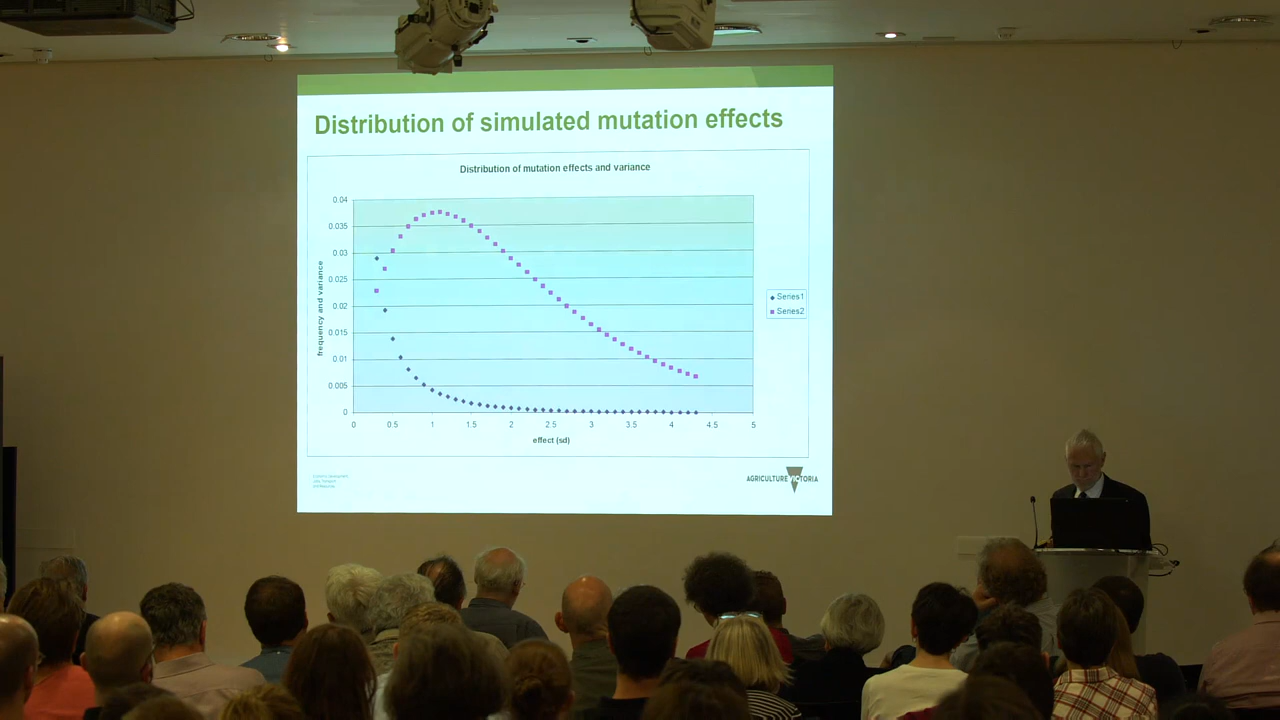 Distribution of simulated mutation effects
Distribution of mutation effects and variance
frequency and variance
0.04
0.035
0.03
0.025
0.02
0.015
0.01
0.005
0
0 0.5 1 1.5 2 2.5 3 3.5 4 4.5 5
effect (sd)
Series1
Series2
AGRICULTURE VICTORIA